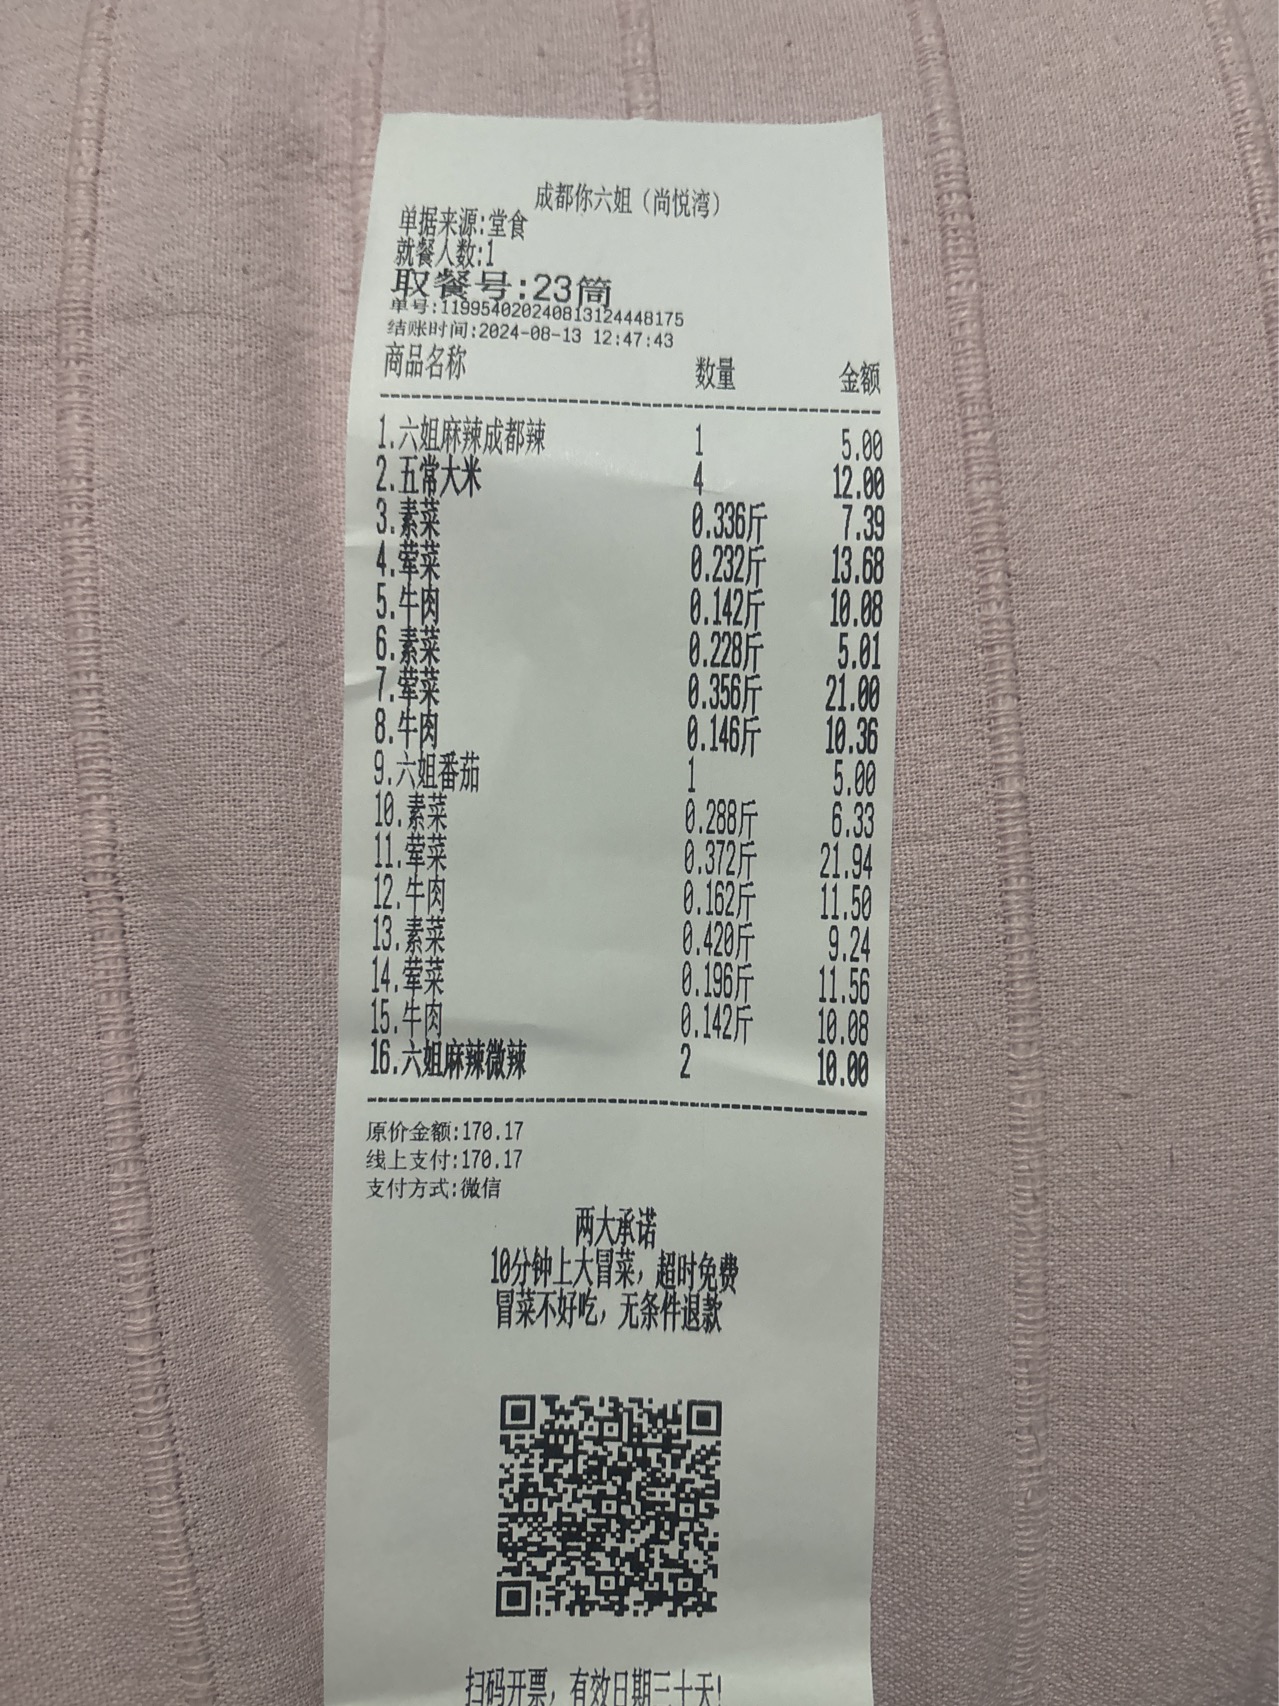 成都你六姐（尚悦湾）
单据来源:堂食
就餐人数:1
取餐号:23筒
单号:119954020240813124448175
结账时间:2024-08-13 12:47:43
商品名称 数量 金额
1.六姐麻辣成都辣 1 5.00
2.五常大米 4 12.00
3.素菜 0.336斤 7.39
4.荤菜 0.232斤 13.68
5.牛肉 0.142斤 10.08
6.素菜 0.228斤 5.01
7.荤菜 0.356斤 21.00
8.牛肉 0.146斤 10.36
9.六姐番茄 1 5.00
10.素菜 0.288斤 6.33
11.荤菜 0.372斤 21.94
12.牛肉 0.162斤 11.50
13.素菜 0.420斤 9.24
14.荤菜 0.196斤 11.56
15.牛肉 0.142斤 10.08
16.六姐麻辣微辣 2 10.00
原价金额:170.17
线上支付:170.17
支付方式:微信
两大承诺
10分钟上大冒菜，超时免费
冒菜不好吃，无条件退款
扫码开票，有效日期三十天!